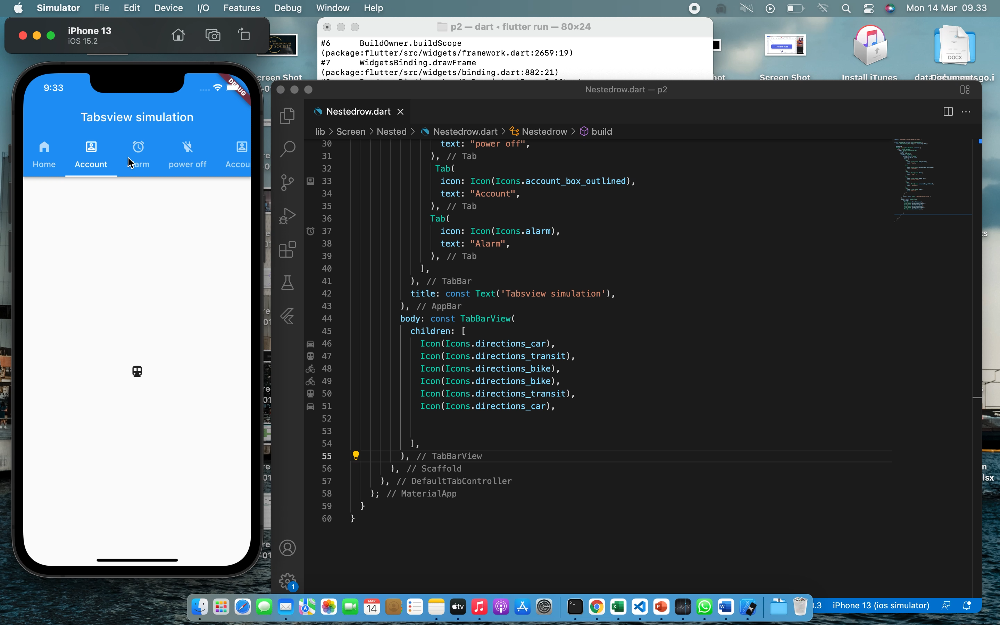 Simulator File Edit Device I/O Features Debug Window Help
Mon 14 Mar 09.33
iPhone 13
iOS 15.2
THE ENTREPRENEURS SOCIETY
creen Shot
p2 — dart ◂ flutter run — 80×24
#6 BuildOwner.buildScope
(package:flutter/src/widgets/framework.dart:2659:19)
#7 WidgetsBinding.drawFrame
(package:flutter/src/widgets/binding.dart:882:21)
Travemates
DOCX
Screen Shot
Install iTunes
9:33
DEBUG
Tabsview simulation
Home
Account
power off
Accou
Nestedrow.dart — p2
Nestedrow.dart
lib > Screen > Nested > Nestedrow.dart > Nestedrow > build
30 text: "power off",
31 ), // Tab
32 Tab(
33 icon: Icon(Icons.account_box_outlined),
34 text: "Account",
35 ), // Tab
36 Tab(
37 icon: Icon(Icons.alarm),
38 text: "Alarm",
39 ), // Tab
40 ],
41 ), // TabBar
42 title: const Text('Tabsview simulation'),
43 ), // AppBar
44 body: const TabBarView(
45 children: [
46 Icon(Icons.directions_car),
47 Icon(Icons.directions_transit),
48 Icon(Icons.directions_bike),
49 Icon(Icons.directions_bike),
50 Icon(Icons.directions_transit),
51 Icon(Icons.directions_car),
52
53
54 ],
55 ), // TabBarView
56 ), // Scaffold
57 ), // DefaultTabController
58 ); // MaterialApp
59 }
60 }
1
lsx
MAR
14
tv
.3 iPhone 13 (ios simulator)